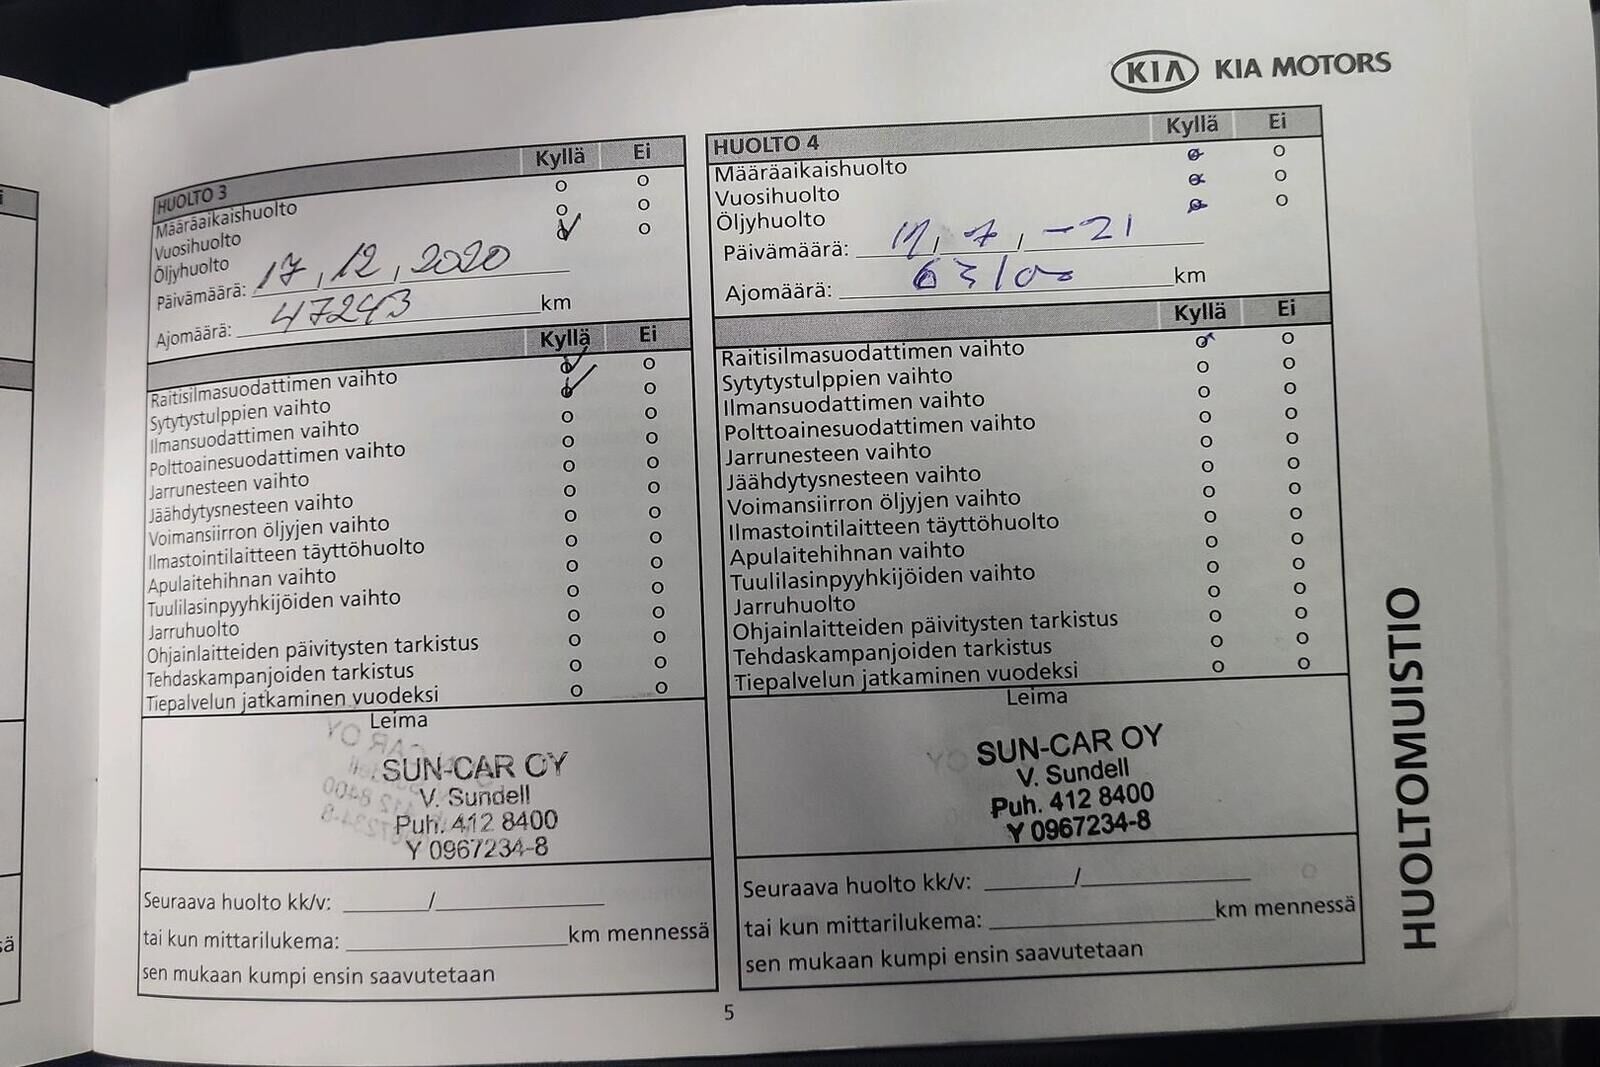 KIA KIA MOTORS
HUOLTO 3 Kyllä Ei
Määräaikaishuolto o o
Vuosihuolto o o
Öljyhuolto o o
Päivämäärä: 17, 12, 2020
Ajomäärä: 47243 km
Kyllä Ei
Raitisilmasuodattimen vaihto o o
Sytytystulppien vaihto o o
Ilmansuodattimen vaihto o o
Polttoainesuodattimen vaihto o o
Jarrunesteen vaihto o o
Jäähdytysnesteen vaihto o o
Voimansiirron öljyjen vaihto o o
Ilmastointilaitteen täyttöhuolto o o
Apulaitehihnan vaihto o o
Tuulilasinpyyhkijöiden vaihto o o
Jarruhuolto o o
Ohjainlaitteiden päivitysten tarkistus o o
Tehdaskampanjoiden tarkistus o o
Tiepalvelun jatkaminen vuodeksi o o
Leima
SUN-CAR OY
V. Sundell
Puh. 412 8400
Y 0967234-8
Seuraava huolto kk/v: ______/__________
tai kun mittarilukema: __________ km mennessä
sen mukaan kumpi ensin saavutetaan
HUOLTO 4 Kyllä Ei
Määräaikaishuolto o o
Vuosihuolto o o
Öljyhuolto o o
Päivämäärä: , 7, -21
Ajomäärä: 63100 km
Kyllä Ei
Raitisilmasuodattimen vaihto o o
Sytytystulppien vaihto o o
Ilmansuodattimen vaihto o o
Polttoainesuodattimen vaihto o o
Jarrunesteen vaihto o o
Jäähdytysnesteen vaihto o o
Voimansiirron öljyjen vaihto o o
Ilmastointilaitteen täyttöhuolto o o
Apulaitehihnan vaihto o o
Tuulilasinpyyhkijöiden vaihto o o
Jarruhuolto o o
Ohjainlaitteiden päivitysten tarkistus o o
Tehdaskampanjoiden tarkistus o o
Tiepalvelun jatkaminen vuodeksi o o
Leima
SUN-CAR OY
V. Sundell
Puh. 412 8400
Y 0967234-8
Seuraava huolto kk/v: ______/__________
tai kun mittarilukema: __________ km mennessä
sen mukaan kumpi ensin saavutetaan
HUOLTOMUISTIO
5